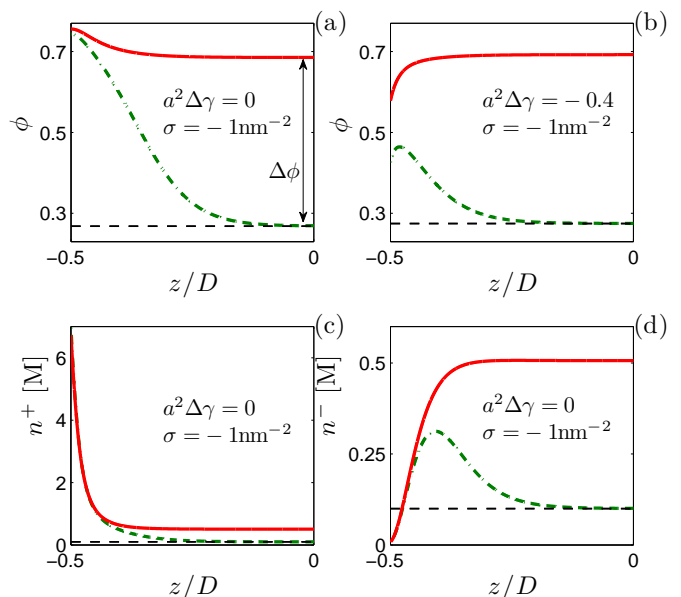 (a)
0.7
0.5
0.3
ϕ
a²Δγ = 0
σ = − 1nm⁻²
Δϕ
−0.5
0
z/D
(b)
0.7
0.5
0.3
ϕ
a²Δγ = − 0.4
σ = − 1nm⁻²
−0.5
0
z/D
(c)
6
4
2
0
n⁺ [M]
a²Δγ = 0
σ = − 1nm⁻²
−0.5
0
z/D
(d)
0.5
0.25
0
n⁻ [M]
a²Δγ = 0
σ = − 1nm⁻²
−0.5
0
z/D